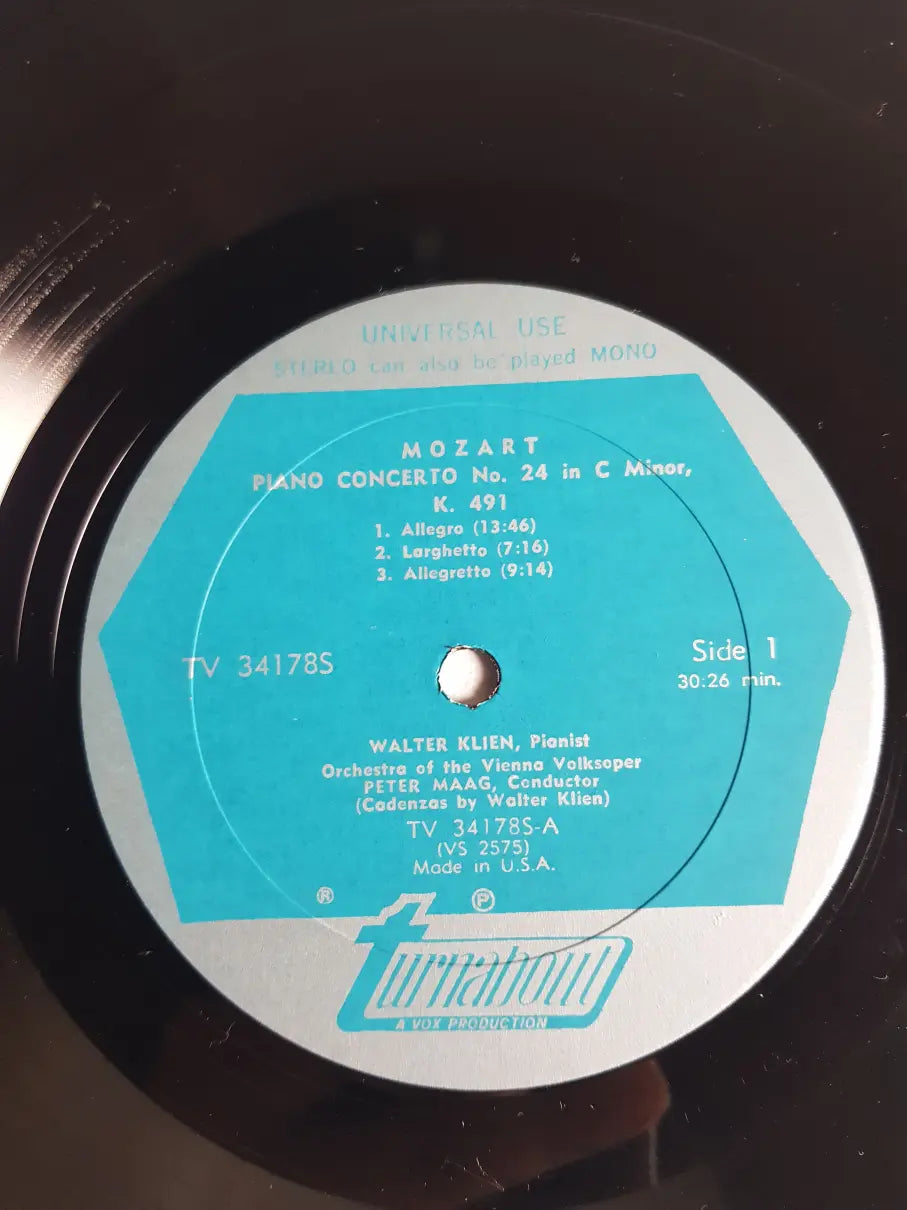 UNIVERSAL USE
STEREO can also be played MONO
MOZART
PIANO CONCERTO No. 24 in C Minor,
K. 491
1. Allegro (13:46)
2. Larghetto (7:16)
3. Allegretto (9:14)
TV 34178S
Side 1
30:26 min.
WALTER KLIEN, Pianist
Orchestra of the Vienna Volksoper
PETER MAAG, Conductor
(Cadenzas by Walter Klien)
TV 34178S-A
(VS 2575)
Made in U.S.A.
® ℗
turnabout
A VOX PRODUCTION